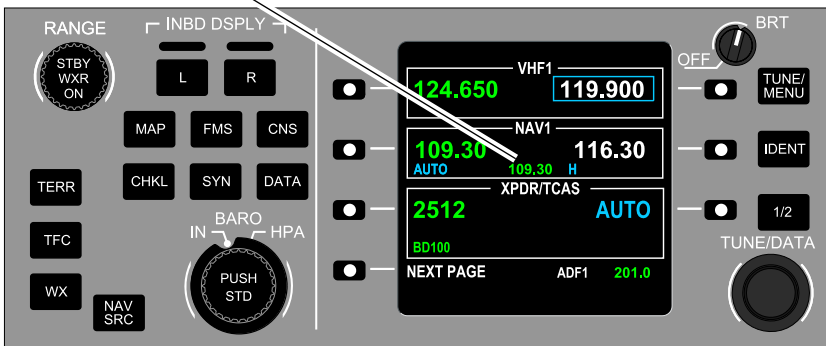 RANGE
STBY
WXR
ON
INBD DSPLY
L
R
MAP
FMS
CNS
CHKL
SYN
DATA
TERR
TFC
WX
NAV
SRC
BARO
IN
HPA
PUSH
STD
VHF1
124.650
119.900
NAV1
109.30
116.30
AUTO
109.30
H
XPDR/TCAS
2512
AUTO
BD100
NEXT PAGE
ADF1
201.0
BRT
OFF
TUNE/
MENU
IDENT
1/2
TUNE/DATA